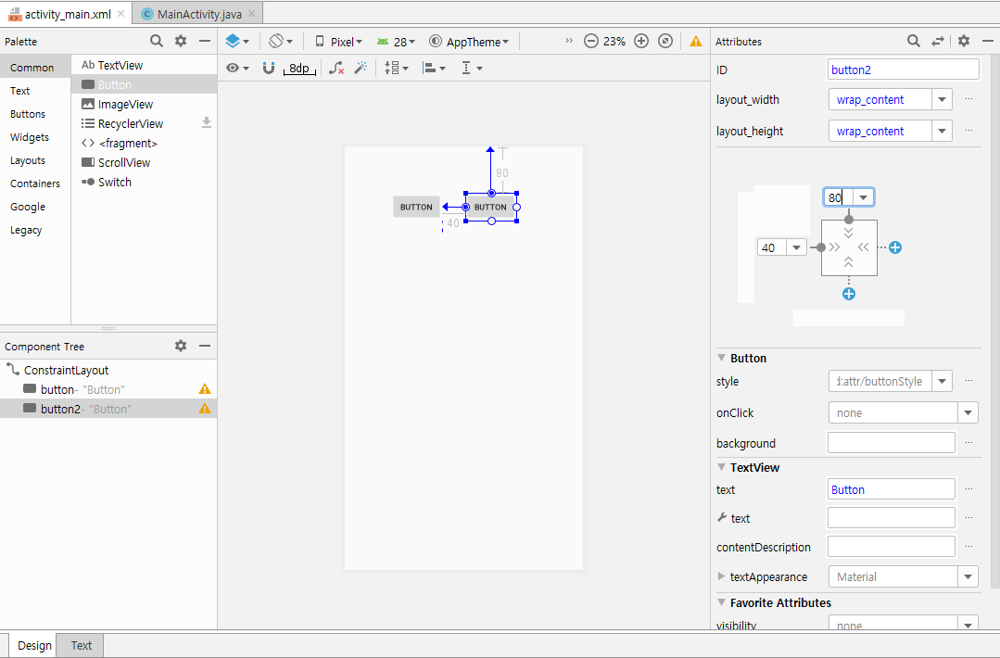 activity_main.xml
MainActivity.java
Palette
Common
Text
Buttons
Widgets
Layouts
Containers
Google
Legacy
Ab TextView
Button
ImageView
RecyclerView
<fragment>
ScrollView
Switch
Pixel
28
AppTheme
23%
8dp
80
BUTTON
BUTTON
40
Component Tree
ConstraintLayout
button- "Button"
button2- "Button"
Attributes
ID button2
layout_width wrap_content ...
layout_height wrap_content ...
80
40
Button
style d:attr/buttonStyle ...
onClick none
background ...
TextView
text Button ...
text ...
contentDescription ...
textAppearance Material
Favorite Attributes
visibility none
Design Text